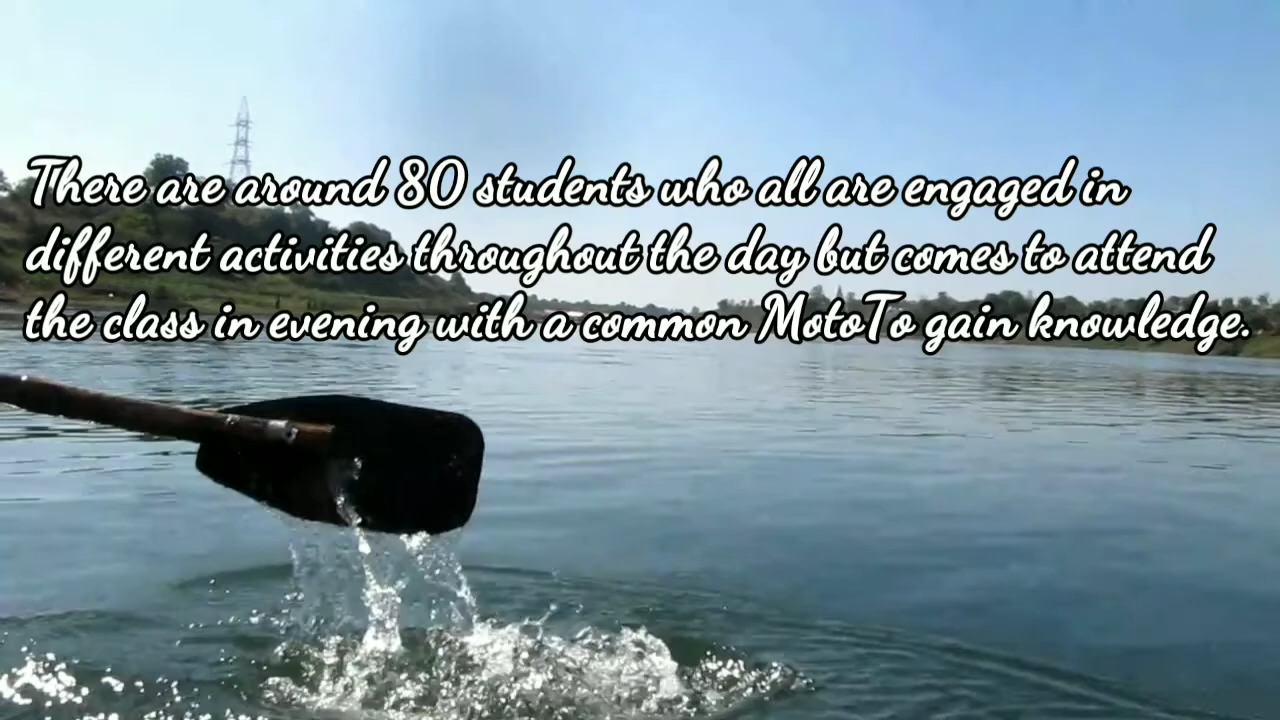 There are around 80 students who all are engaged in
different activities throughout the day but comes to attend
the class in evening with a common MotoTo gain knowledge.